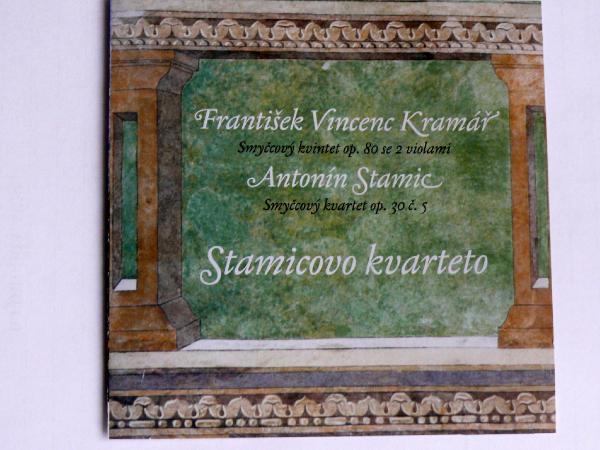 František Vincenc Kramář
Smyčcový kvintet op. 80 se 2 violami
Antonín Stamic
Smyčcový kvartet op. 30 č. 5
Stamicovo kvarteto